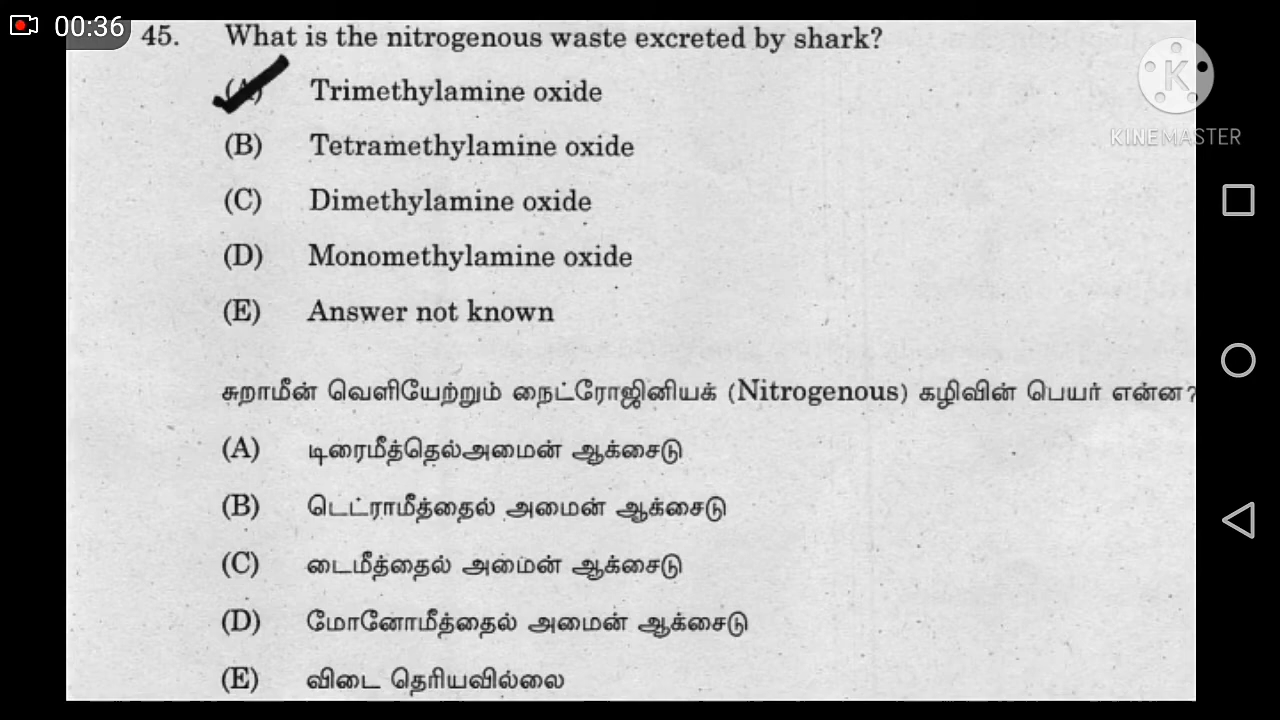 00:36
45. What is the nitrogenous waste excreted by shark?
(A) Trimethylamine oxide
(B) Tetramethylamine oxide
(C) Dimethylamine oxide
(D) Monomethylamine oxide
(E) Answer not known
சுறாமீன் வெளியேற்றும் நைட்ரோஜினியக் (Nitrogenous) கழிவின் பெயர் என்ன?
(A) டிரைமீத்தெல்அமைன் ஆக்சைடு
(B) டெட்ராமீத்தைல் அமைன் ஆக்சைடு
(C) டைமீத்தைல் அமைன் ஆக்சைடு
(D) மோனோமீத்தைல் அமைன் ஆக்சைடு
(E) விடை தெரியவில்லை
K
KINEMASTER